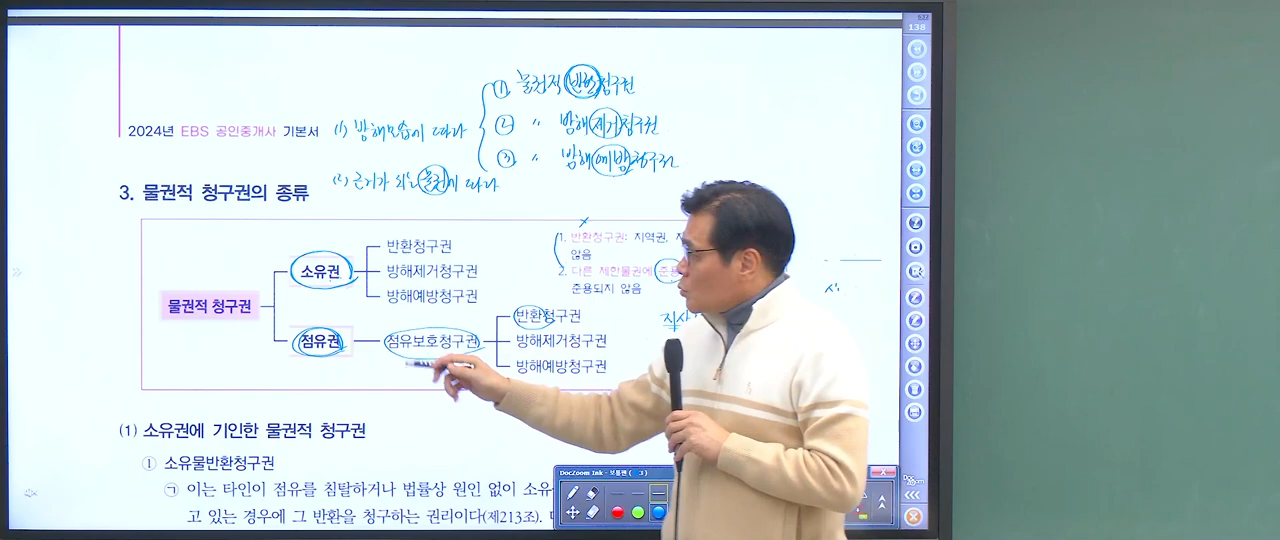 138
(1) 방해모습에 따라
① 물권적 반환청구권
② 〃 방해제거청구권
③ 〃 방해예방청구권
2024년 EBS 공인중개사 기본서
(2) 근거가 되는 물권에 따라
3. 물권적 청구권의 종류
물권적 청구권
소유권
반환청구권
방해제거청구권
방해예방청구권
점유권
점유보호청구권
반환청구권
방해제거청구권
방해예방청구권
1. 반환청구권: 지역권,
않음
2. 다른 제한물권에 준용
준용되지 않음
(1) 소유권에 기인한 물권적 청구권
① 소유물반환청구권
㉠ 이는 타인이 점유를 침탈하거나 법률상 원인 없이 소유
고 있는 경우에 그 반환을 청구하는 권리이다(제213조).
DocZoom Ink - 보통펜 ( 3 )